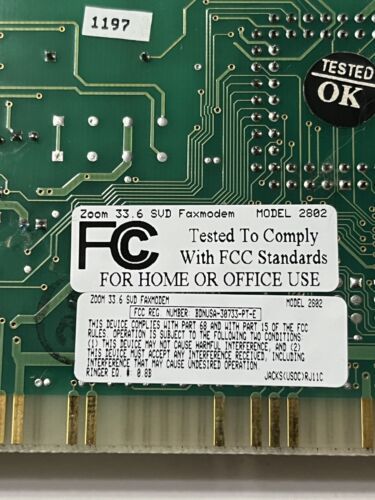 1197
TESTED
OK
Zoom 33.6 SVD Faxmodem MODEL 2802
FC
Tested To Comply
With FCC Standards
FOR HOME OR OFFICE USE
ZOOM 33.6 SVD FAXMODEM MODEL 2802
FCC REG. NUMBER: BDNUSA-30733-PT-E
THIS DEVICE COMPLIES WITH PART 68 AND WITH PART 15 OF THE FCC
RULES. OPERATION IS SUBJECT TO THE FOLLOWING TWO CONDITIONS
(1) THIS DEVICE MAY NOT CAUSE HARMFUL INTERFERENCE, AND (2)
THIS DEVICE MUST ACCEPT ANY INTERFERENCE RECEIVED, INCLUDING
INTERFERENCE THAT MAY CAUSE UNDESIRED OPERATION.
RINGER EQ. # 0.8B JACKS(USOC)RJ11C